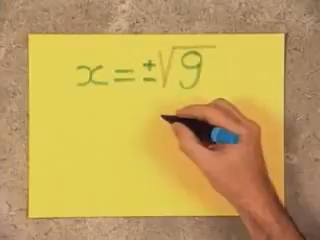 x = ±√9